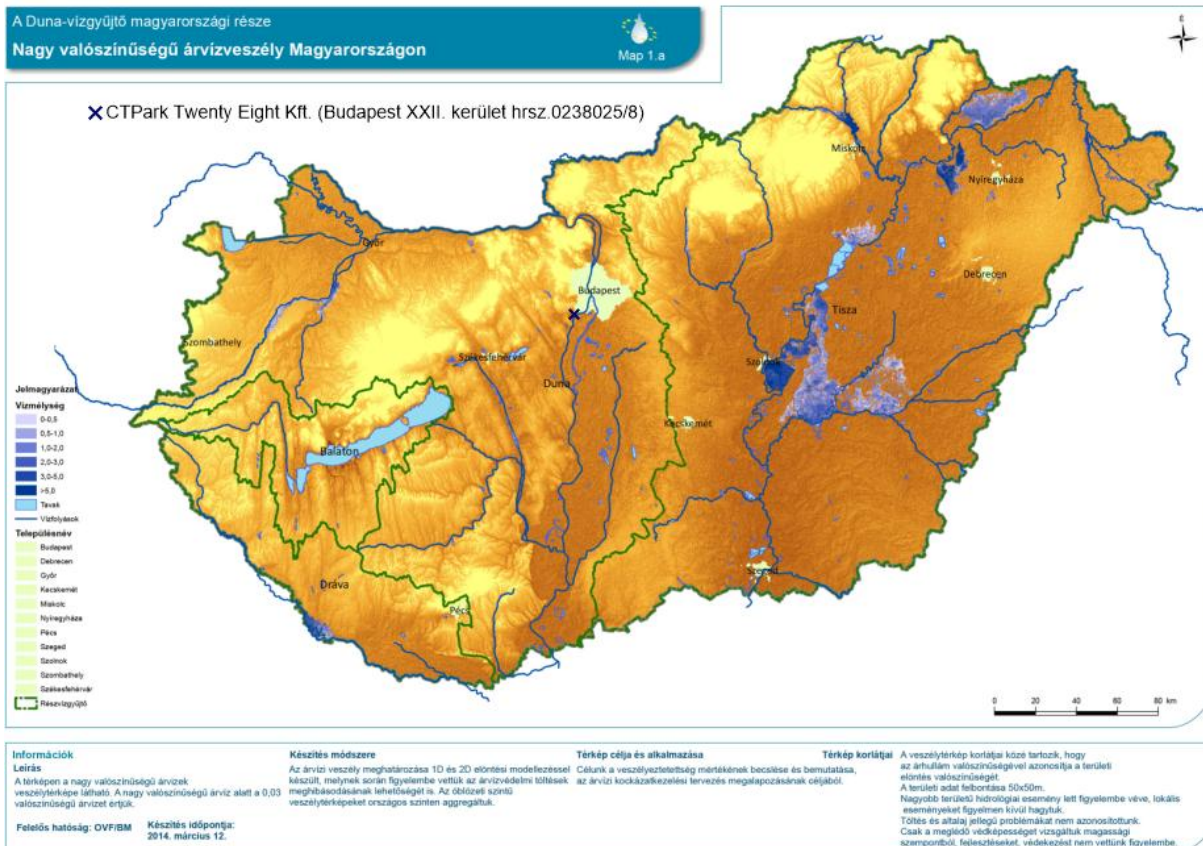 A Duna-vízgyűjtő magyarországi része
Nagy valószínűségű árvízveszély Magyarországon
Map 1.a
É
CTPark Twenty Eight Kft. (Budapest XXII. kerület hrsz.0238025/8)
Miskolc
Nyíregyháza
Győr
Debrecen
Budapest
Tisza
Szombathely
Székesfehérvár
Szolnok
Duna
Kecskemét
Balaton
Dráva
Szeged
Pécs
Jelmagyarázat
Vízmélység
0-0,5
0,5-1,0
1,0-2,0
2,0-3,0
3,0-5,0
>5,0
Tavak
Vízfolyások
Településnév
Budapest
Debrecen
Győr
Kecskemét
Miskolc
Nyíregyháza
Pécs
Szeged
Szolnok
Szombathely
Székesfehérvár
Részvízgyűjtő
0 20 40 60 80 km
Információk
Leírás
A térképen a nagy valószínűségű árvizek
veszélytérképe látható. A nagy valószínűségű árvíz alatt a 0,03
valószínűségű árvizet értjük.
Felelős hatóság: OVF/BM
Készítés időpontja:
2014. március 12.
Készítés módszere
Az árvízi veszély meghatározása 1D és 2D elöntési modellezéssel
készült, melynek során figyelembe vettük az árvízvédelmi töltések
meghibásodásának lehetőségét is. Az öblözeti szintű
veszélytérképeket országos szinten aggregáltuk.
Térkép célja és alkalmazása
Célunk a veszélyeztetettség mértékének becslése és bemutatása,
az árvízi kockázatkezelési tervezés megalapozásának céljából.
Térkép korlátjai
A veszélytérkép korlátjai közé tartozik, hogy
az árhullám valószínűségével azonosítja a területi
elöntés valószínűségét.
A területi adat felbontása 50x50m.
Nagyobb területű hidrológiai esemény lett figyelembe véve, lokális
eseményeket figyelmen kívül hagytuk.
Töltés és altalaj jellegű problémákat nem azonosítottunk.
Csak a meglédő védképességet vizsgáltuk magassági
szempontból, fejlesztéseket, védekezést nem vettünk figyelembe.